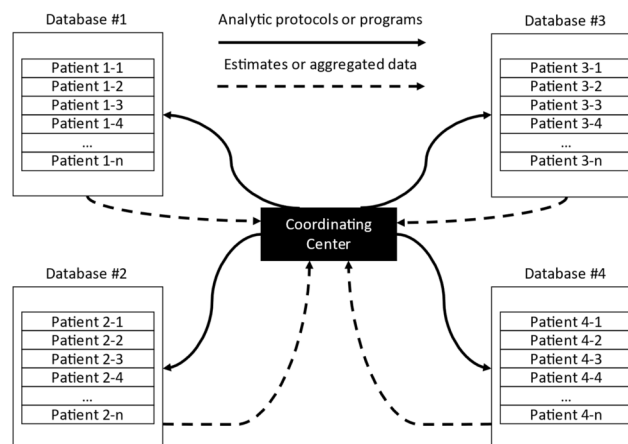 Database #1
Analytic protocols or programs
Database #3
Estimates or aggregated data
Patient 1-1
Patient 1-2
Patient 1-3
Patient 1-4
...
Patient 1-n
Patient 3-1
Patient 3-2
Patient 3-3
Patient 3-4
...
Patient 3-n
Coordinating
Center
Database #2
Database #4
Patient 2-1
Patient 2-2
Patient 2-3
Patient 2-4
...
Patient 2-n
Patient 4-1
Patient 4-2
Patient 4-3
Patient 4-4
...
Patient 4-n